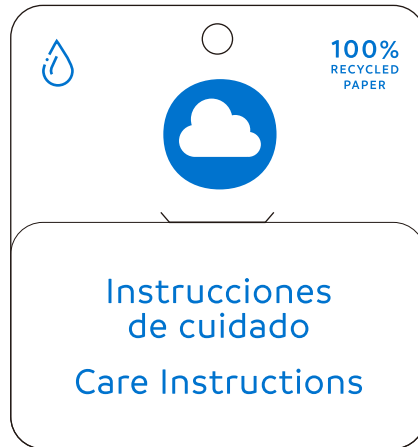 100%
RECYCLED
PAPER
Instrucciones
de cuidado
Care Instructions